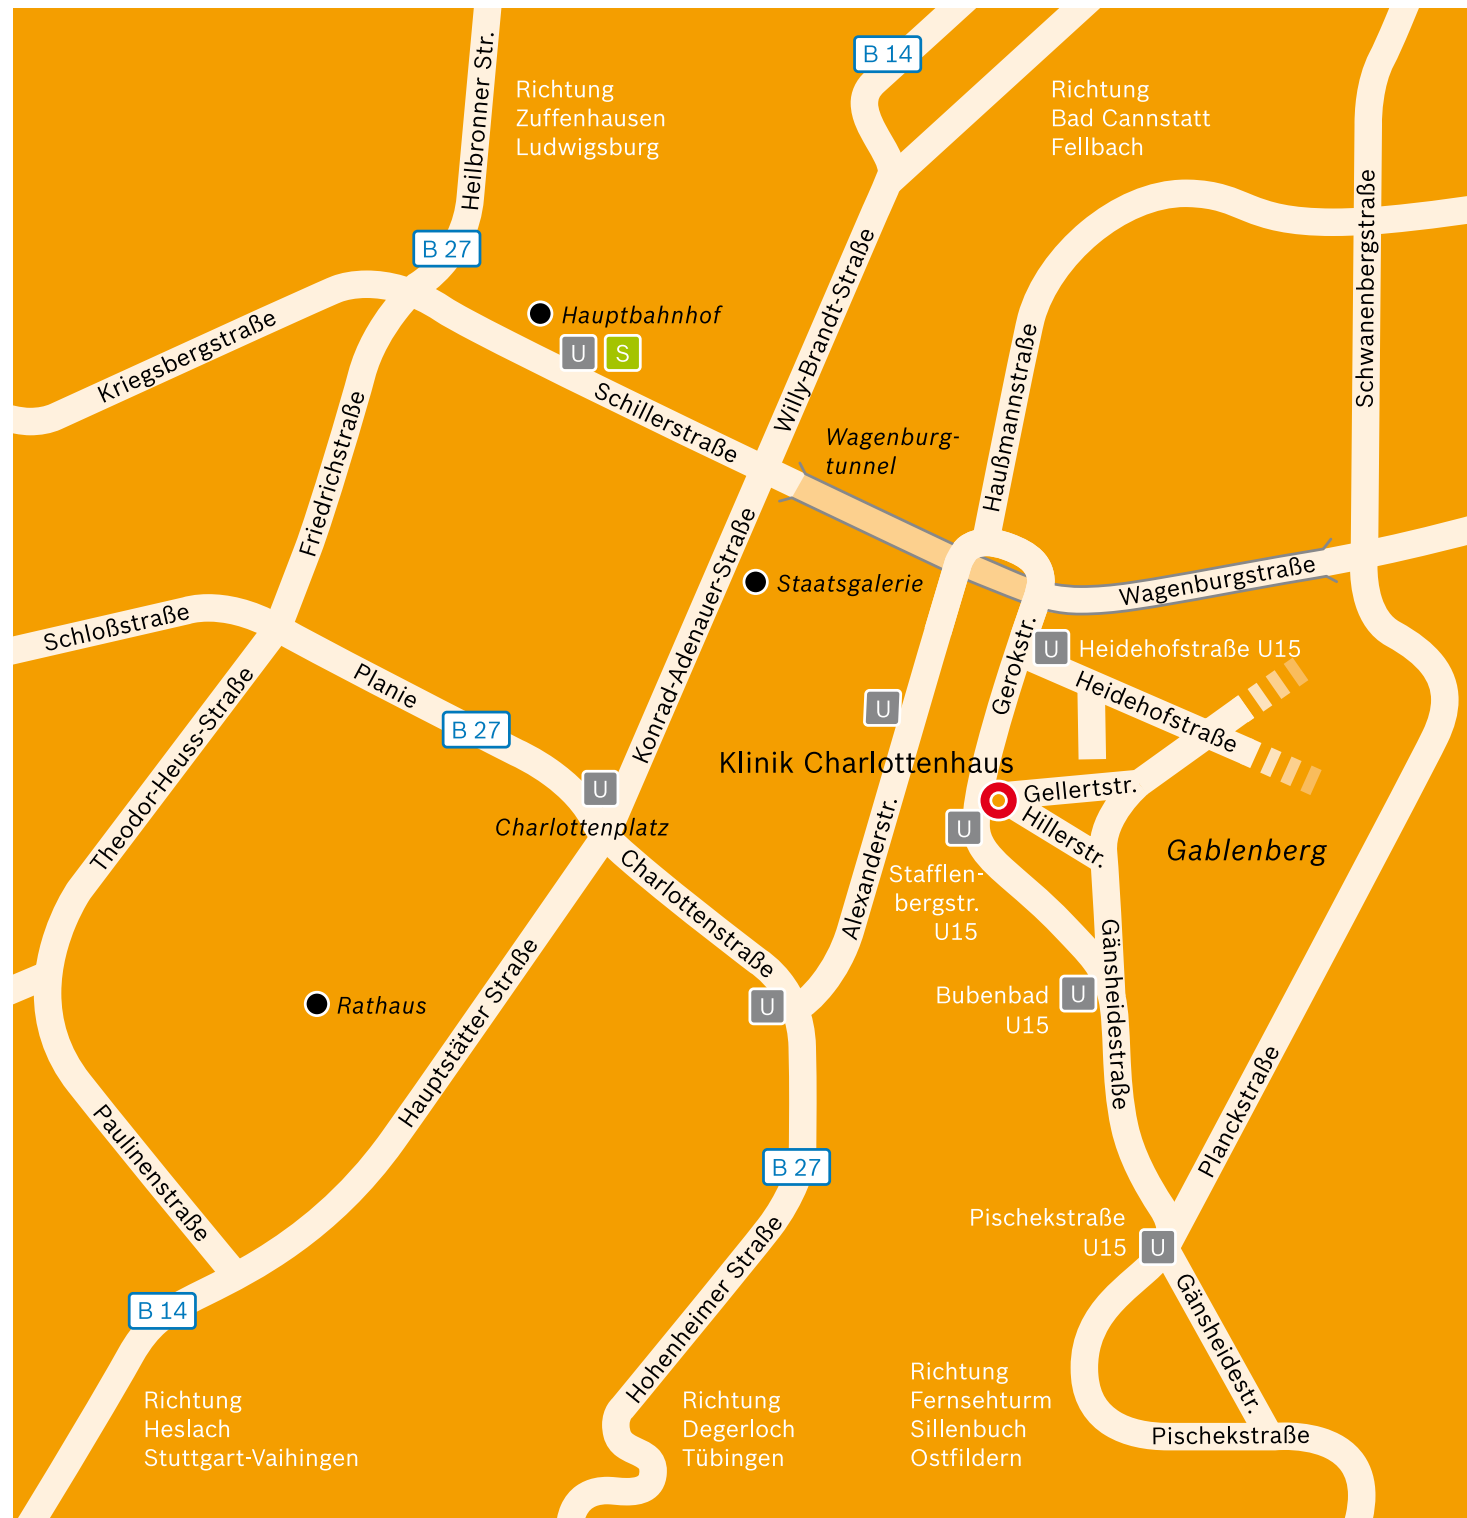 B 14
Heilbronner Str.
Richtung
Zuffenhausen
Ludwigsburg
Richtung
Bad Cannstatt
Fellbach
B 27
Schwanenbergstraße
Willy-Brandt-Straße
Hauptbahnhof
U
S
Kriegsbergstraße
Schillerstraße
Haußmannstraße
Friedrichstraße
Wagenburg-
tunnel
Konrad-Adenauer-Straße
Staatsgalerie
Wagenburgstraße
Schloßstraße
Gerokstr.
U
Heidehofstraße U15
Planie
Heidehofstraße
Theodor-Heuss-Straße
B 27
U
Klinik Charlottenhaus
U
Charlottenplatz
Gellertstr.
Hillerstr.
U
Gablenberg
Alexanderstr.
Stafflen-
bergstr.
U15
Charlottenstraße
Hauptstätter Straße
Gänsheidestraße
Rathaus
U
Bubenbad
U15
U
Paulinenstraße
Planckstraße
B 27
Pischekstraße
U15
U
Hohenheimer Straße
Gänsheidestr.
B 14
Richtung
Heslach
Stuttgart-Vaihingen
Richtung
Degerloch
Tübingen
Richtung
Fernsehturm
Sillenbuch
Ostfildern
Pischekstraße